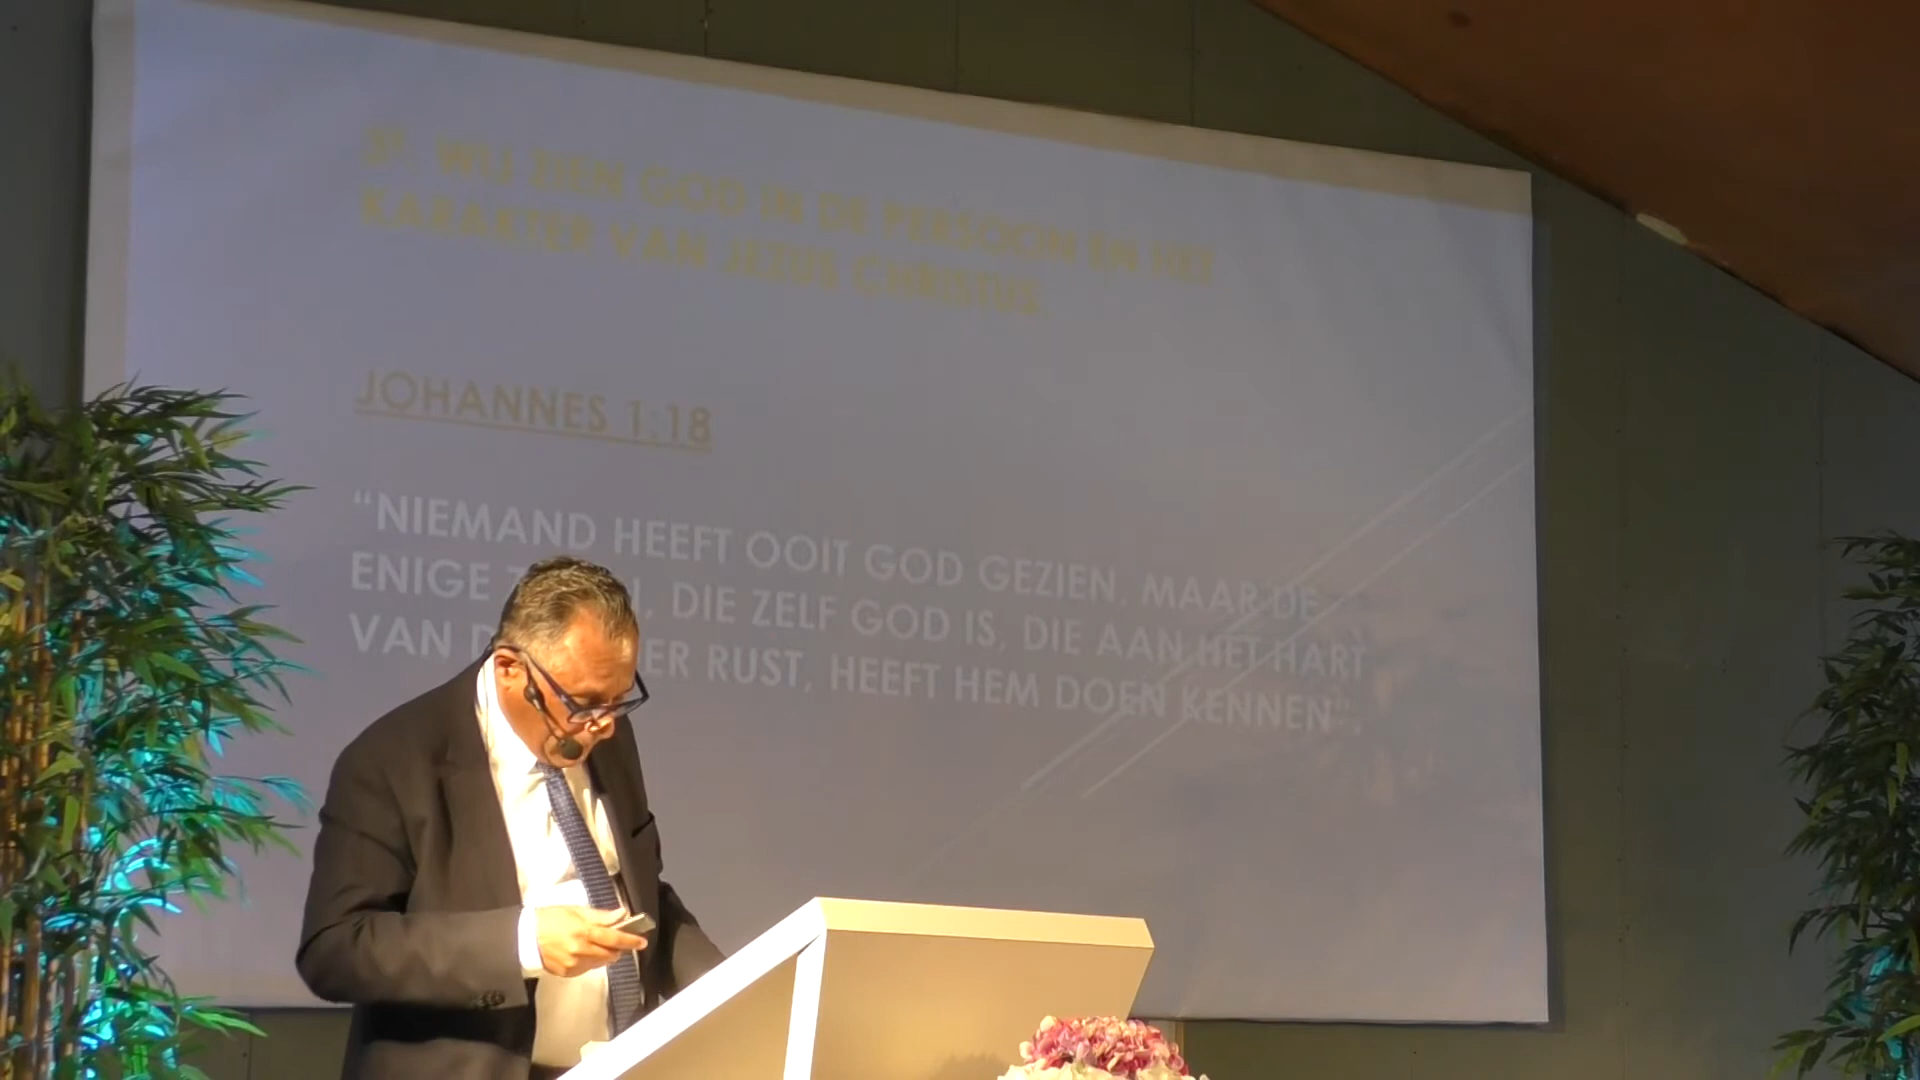 3e. WIJ ZIEN GOD IN DE PERSOON EN HET
KARAKTER VAN JEZUS CHRISTUS
JOHANNES 1:18
“NIEMAND HEEFT OOIT GOD GEZIEN, MAAR DE
ENIGE , DIE ZELF GOD IS, DIE AAN HET HART
VAN RUST, HEEFT HEM DOEN KENNEN”.